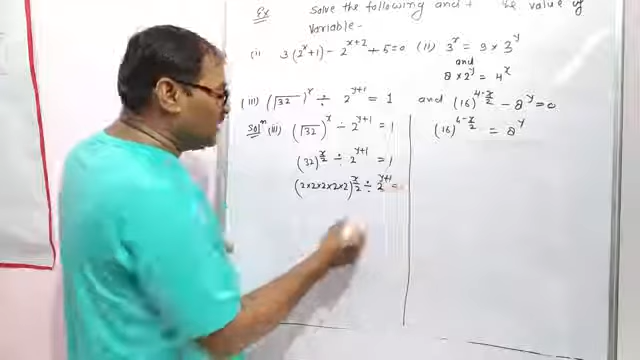 Ex Solve the following and f the value of
Variable -
(i) 3(2^x+1) - 2^{x+2} + 5 = 0 (ii) 3^x = 9 × 3^y
and
8 × 2^y = 4^x
(iii) (√32)^x ÷ 2^{y+1} = 1 and (16)^{4-x/2} - 8^y = 0
Sol^n (iii) (√32)^x ÷ 2^{y+1} = 1
(32)^{x/2} ÷ 2^{y+1} = 1
(2×2×2×2×2)^{x/2} ÷ 2^{y+1} =
(16)^{4-x/2} = 8^y